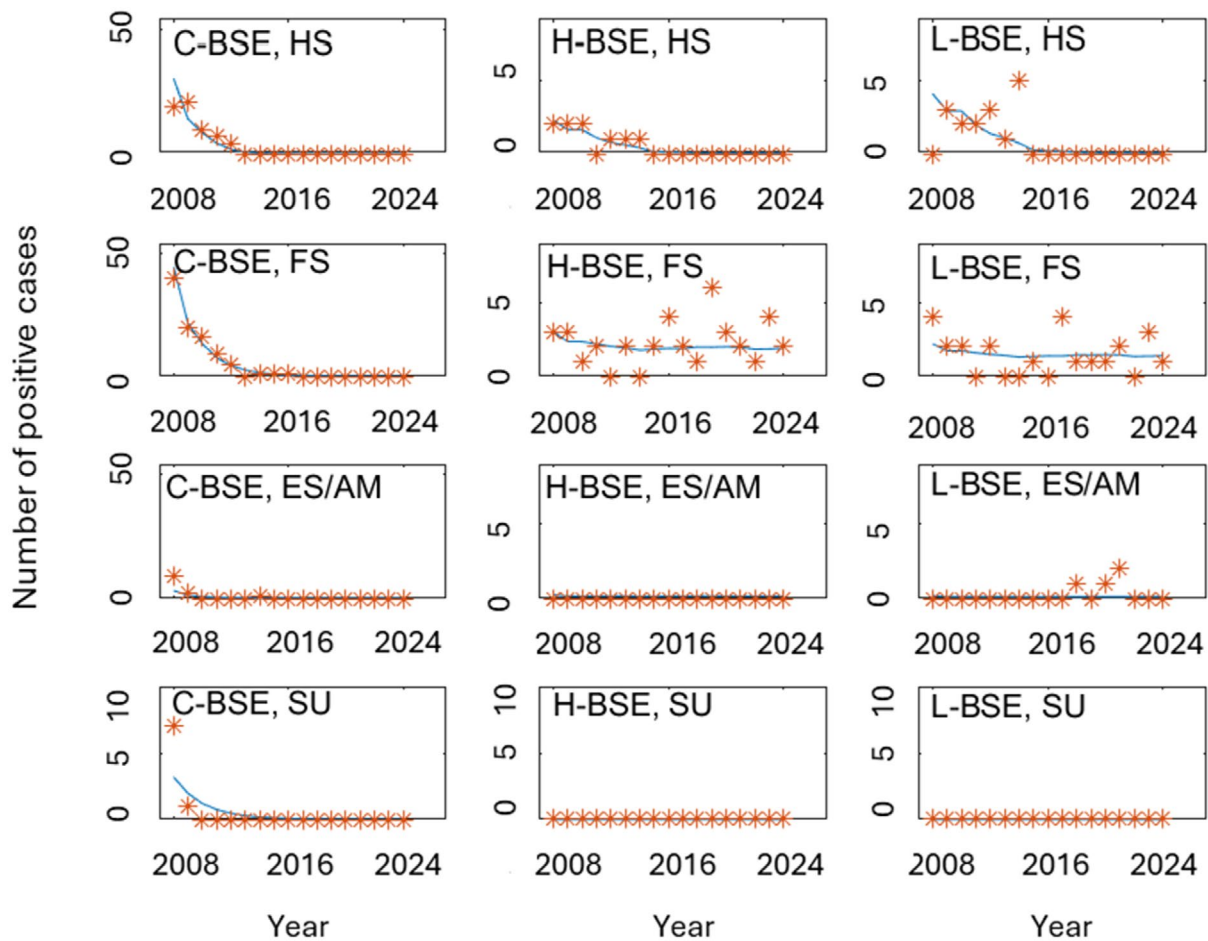 Number of positive cases
C-BSE, HS
50
0
2008 2016 2024
H-BSE, HS
5
0
2008 2016 2024
L-BSE, HS
5
0
2008 2016 2024
C-BSE, FS
50
0
2008 2016 2024
H-BSE, FS
5
0
2008 2016 2024
L-BSE, FS
5
0
2008 2016 2024
C-BSE, ES/AM
50
0
2008 2016 2024
H-BSE, ES/AM
5
0
2008 2016 2024
L-BSE, ES/AM
5
0
2008 2016 2024
C-BSE, SU
10
5
0
2008 2016 2024
H-BSE, SU
10
5
0
2008 2016 2024
L-BSE, SU
10
5
0
2008 2016 2024
Year
Year
Year